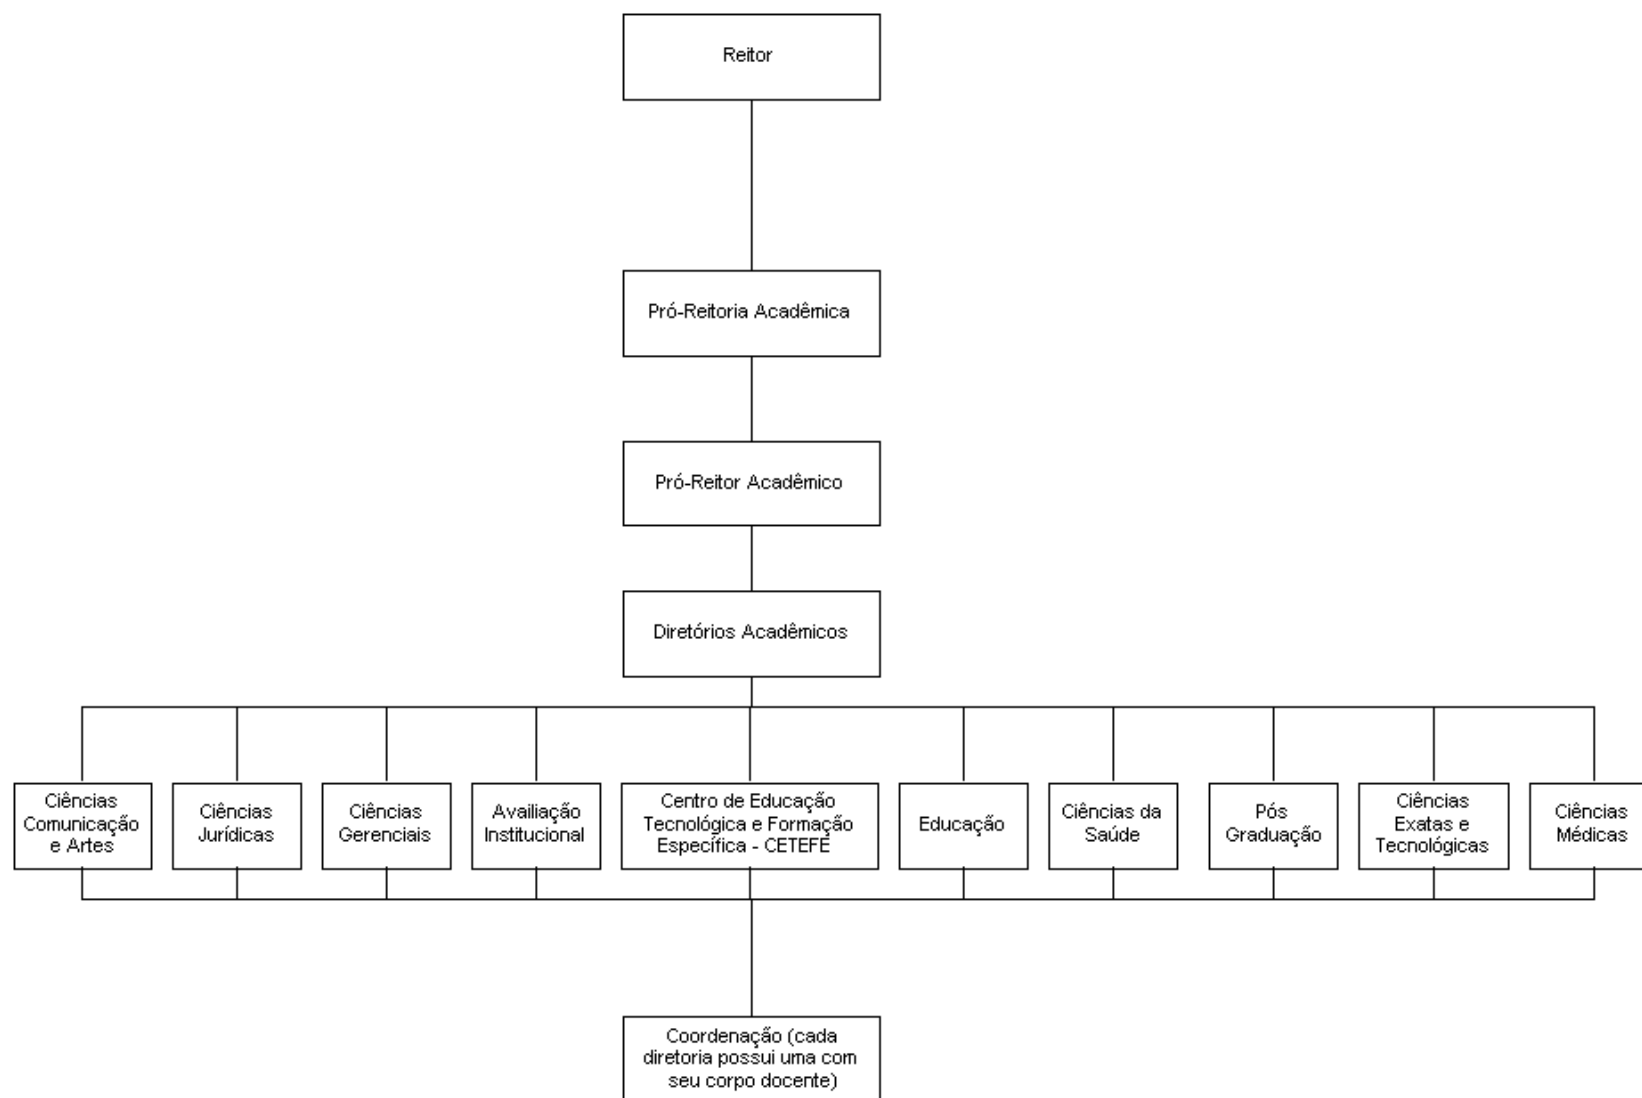 Reitor
Pró-Reitoria Acadêmica
Pró-Reitor Acadêmico
Diretórios Acadêmicos
Ciências
Comunicação
e Artes
Ciências
Jurídicas
Ciências
Gerenciais
Availiação
Institucional
Centro de Educação
Tecnológica e Formação
Específica - CETEFE
Educação
Ciências da
Saúde
Pós
Graduação
Ciências
Exatas e
Tecnológicas
Ciências
Médicas
Coordenação (cada
diretoria possui uma com
seu corpo docente)